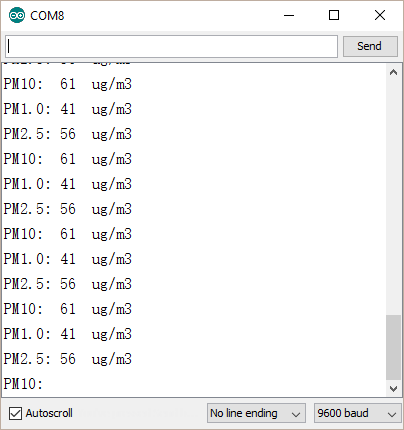 COM8
Send
PM10: 61 ug/m3
PM1.0: 41 ug/m3
PM2.5: 56 ug/m3
PM10: 61 ug/m3
PM1.0: 41 ug/m3
PM2.5: 56 ug/m3
PM10: 61 ug/m3
PM1.0: 41 ug/m3
PM2.5: 56 ug/m3
PM10: 61 ug/m3
PM1.0: 41 ug/m3
PM2.5: 56 ug/m3
PM10:
Autoscroll No line ending 9600 baud